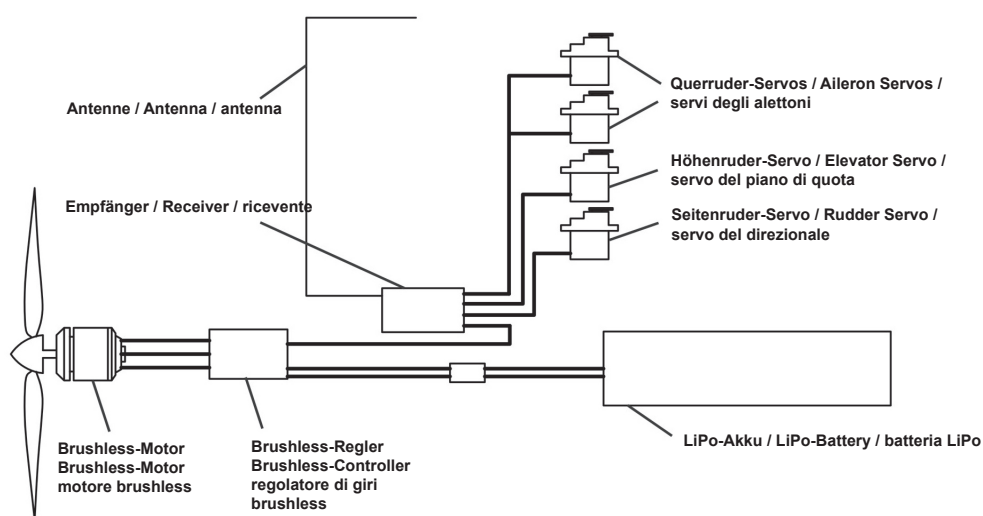 Antenne / Antenna / antenna
Querruder-Servos / Aileron Servos /
servi degli alettoni
Höhenruder-Servo / Elevator Servo /
servo del piano di quota
Empfänger / Receiver / ricevente
Seitenruder-Servo / Rudder Servo /
servo del direzionale
Brushless-Motor
Brushless-Motor
motore brushless
Brushless-Regler
Brushless-Controller
regolatore di giri
brushless
LiPo-Akku / LiPo-Battery / batteria LiPo